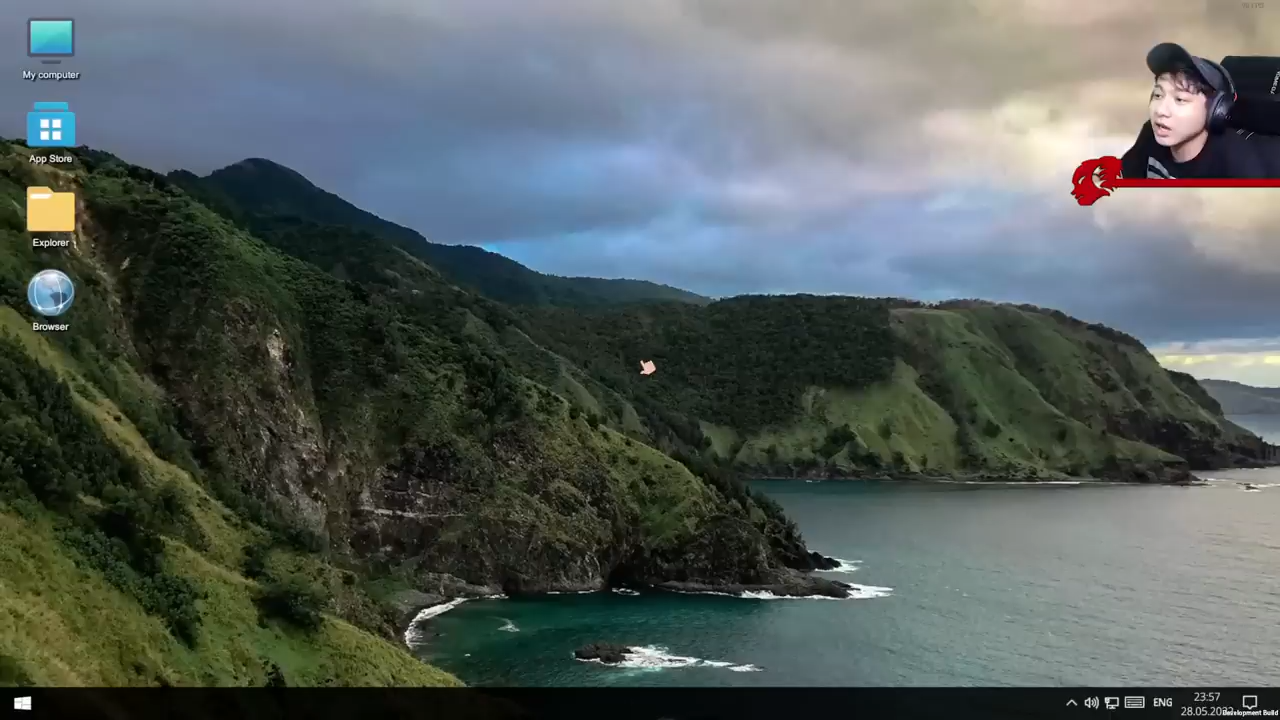 My computer
App Store
Explorer
Browser
ENG
23:57
Development Build